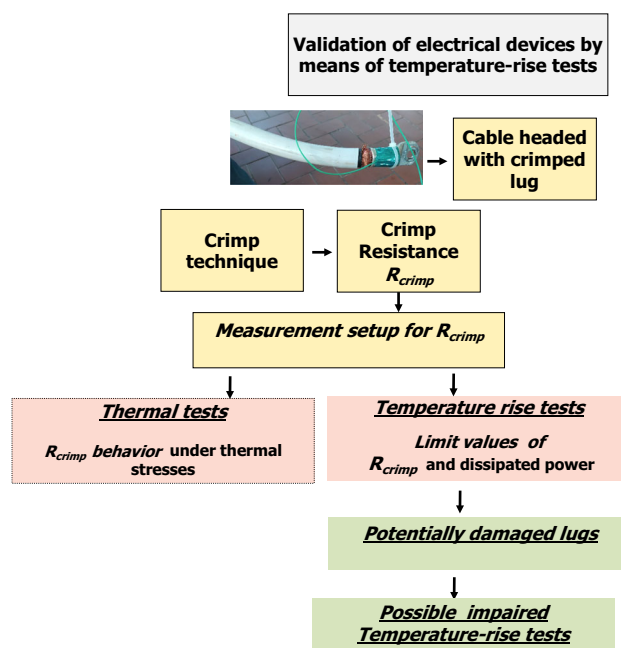 Validation of electrical devices by
means of temperature-rise tests
Cable headed
with crimped
lug
Crimp
technique
Crimp
Resistance
Rcrimp
Measurement setup for Rcrimp
Thermal tests
Rcrimp behavior under thermal
stresses
Temperature rise tests
Limit values of
Rcrimp and dissipated power
Potentially damaged lugs
Possible impaired
Temperature-rise tests